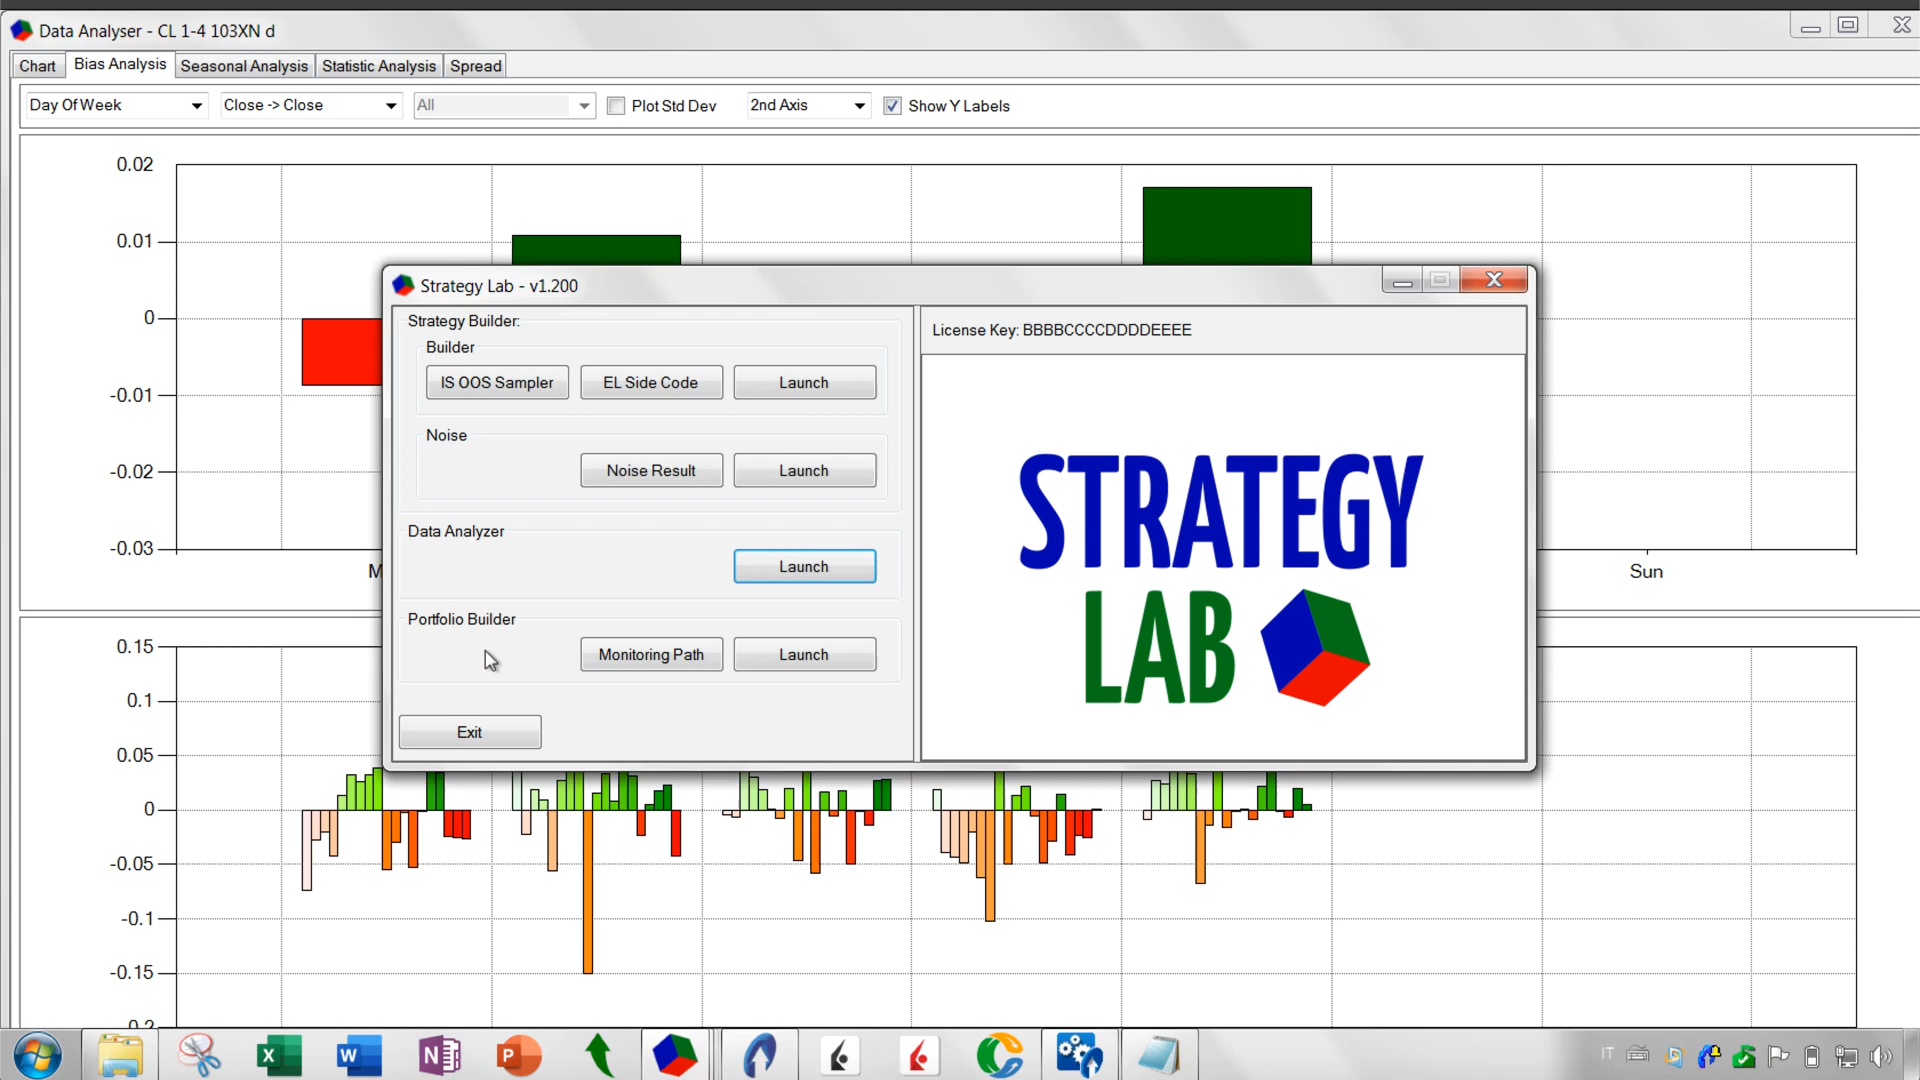 Data Analyser - CL 1-4 103XN d
Chart Bias Analysis Seasonal Analysis Statistic Analysis Spread
Day Of Week Close -> Close All Plot Std Dev 2nd Axis Show Y Labels
0.02
0.01
0
-0.01
-0.02
-0.03
M
Sun
Strategy Lab - v1.200
Strategy Builder:
Builder
IS OOS Sampler EL Side Code Launch
Noise
Noise Result Launch
Data Analyzer
Launch
Portfolio Builder
Monitoring Path Launch
Exit
License Key: BBBBCCCCDDDDEEEE
STRATEGY
LAB
0.15
0.1
0.05
0
-0.05
-0.1
-0.15
IT